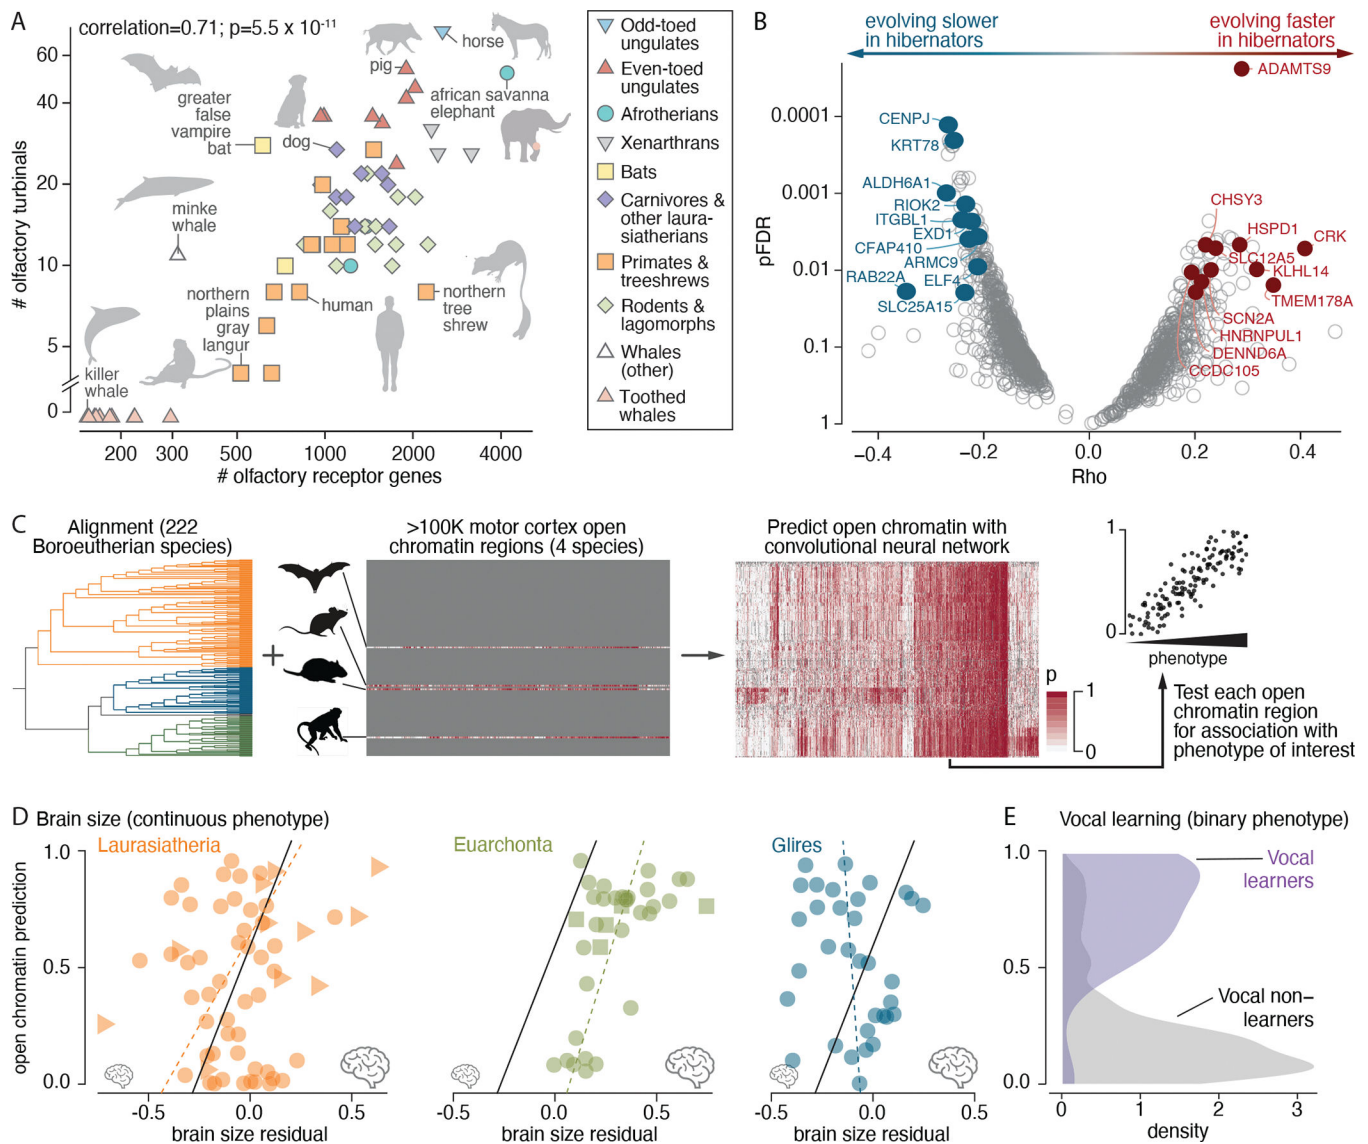 A
correlation=0.71; p=5.5 x 10-11
# olfactory turbinals
60
40
20
10
5
0
200
300
500
1000
2000
4000
# olfactory receptor genes
horse
pig
african savanna
elephant
greater
false
vampire
bat
dog
minke
whale
northern
plains
gray
langur
human
northern
tree
shrew
killer
whale
Odd-toed
ungulates
Even-toed
ungulates
Afrotherians
Xenarthrans
Bats
Carnivores &
other laura-
siatherians
Primates &
treeshrews
Rodents &
lagomorphs
Whales
(other)
Toothed
whales
B
evolving slower
in hibernators
evolving faster
in hibernators
pFDR
0.0001
0.001
0.01
0.1
1
−0.4
−0.2
0.0
0.2
0.4
Rho
ADAMTS9
CENPJ
KRT78
ALDH6A1
RIOK2
ITGBL1
EXD1
CFAP410
ARMC9
RAB22A
ELF4
SLC25A15
CHSY3
HSPD1
CRK
SLC12A5
KLHL14
TMEM178A
SCN2A
HNRNPUL1
DENND6A
CCDC105
C
Alignment (222
Boroeutherian species)
+
>100K motor cortex open
chromatin regions (4 species)
Predict open chromatin with
convolutional neural network
p
1
0
1
1
phenotype
Test each open
chromatin region
for association with
phenotype of interest
D
Brain size (continuous phenotype)
Laurasiatheria
Euarchonta
Glires
open chromatin prediction
1.0
0.5
0.0
-0.5
0.0
0.5
brain size residual
-0.5
0.0
0.5
brain size residual
-0.5
0.0
0.5
brain size residual
E
Vocal learning (binary phenotype)
1.0
0.5
0.0
Vocal
learners
Vocal non−
learners
0
1
2
3
density